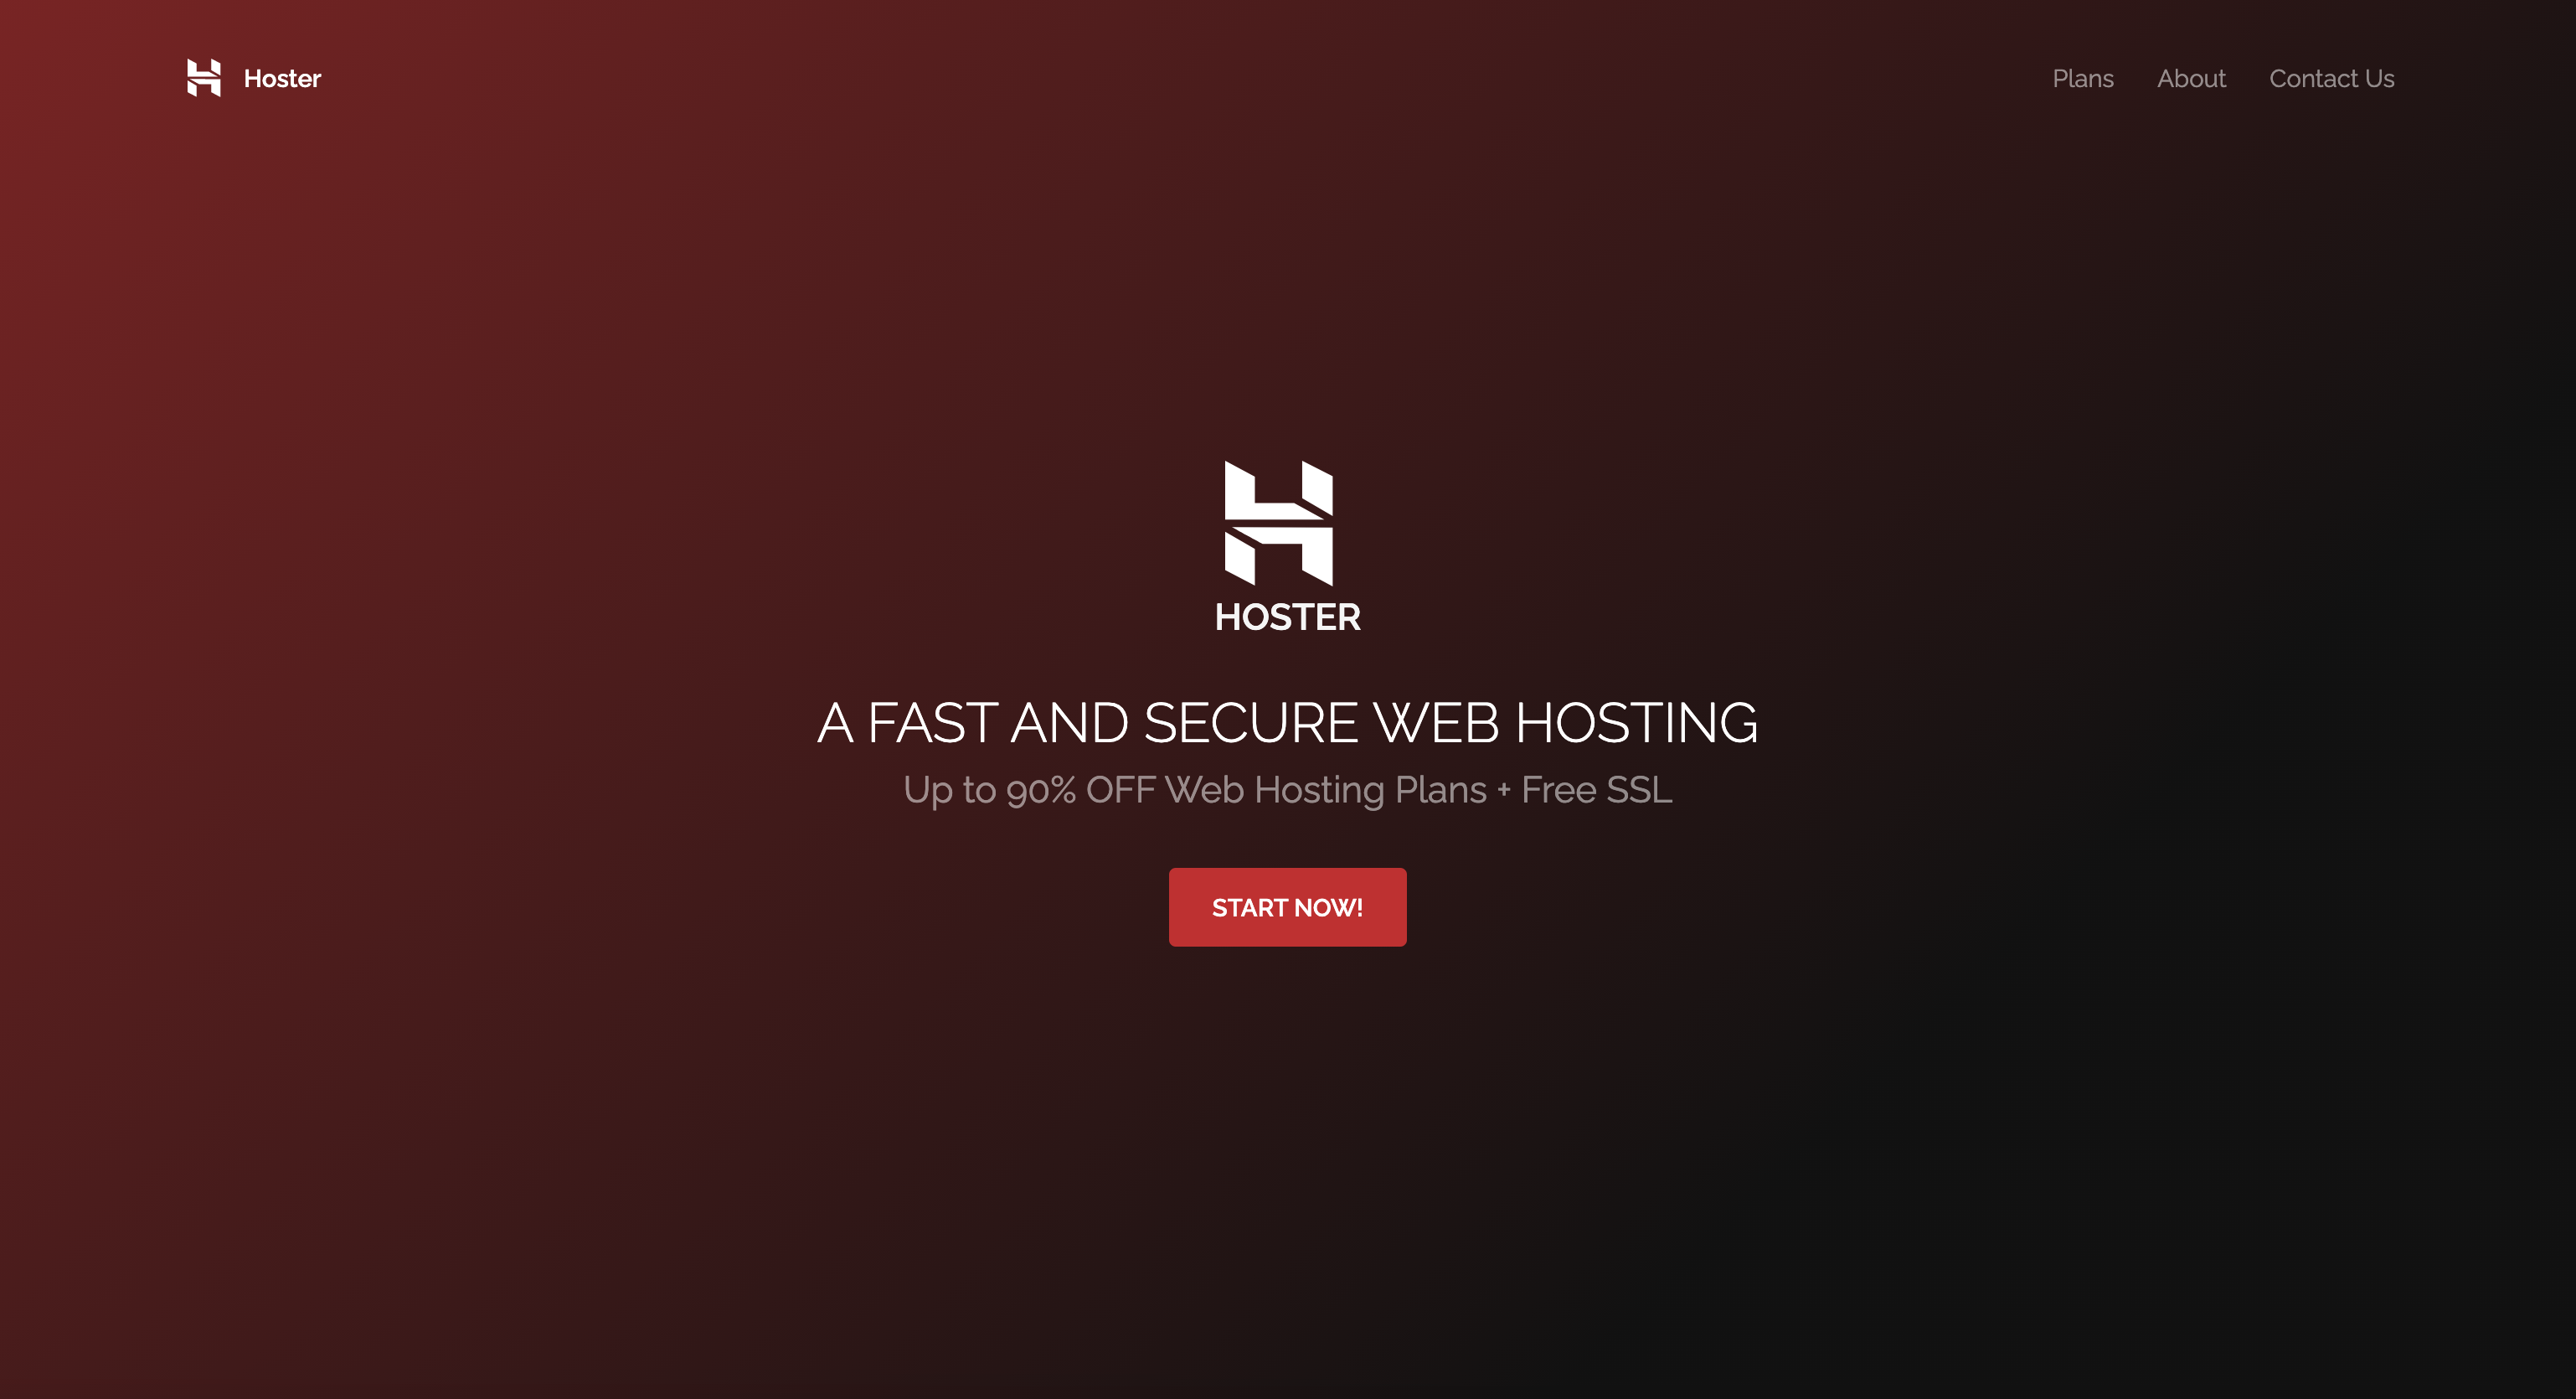 Hoster
Plans
About
Contact Us
HOSTER
A FAST AND SECURE WEB HOSTING
Up to 90% OFF Web Hosting Plans + Free SSL
START NOW!